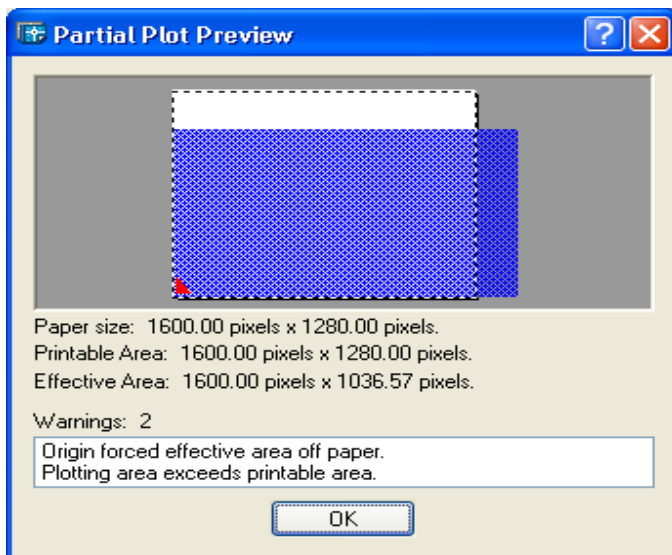 Partial Plot Preview
Paper size: 1600.00 pixels x 1280.00 pixels.
Printable Area: 1600.00 pixels x 1280.00 pixels.
Effective Area: 1600.00 pixels x 1036.57 pixels.
Warnings: 2
Origin forced effective area off paper.
Plotting area exceeds printable area.
OK